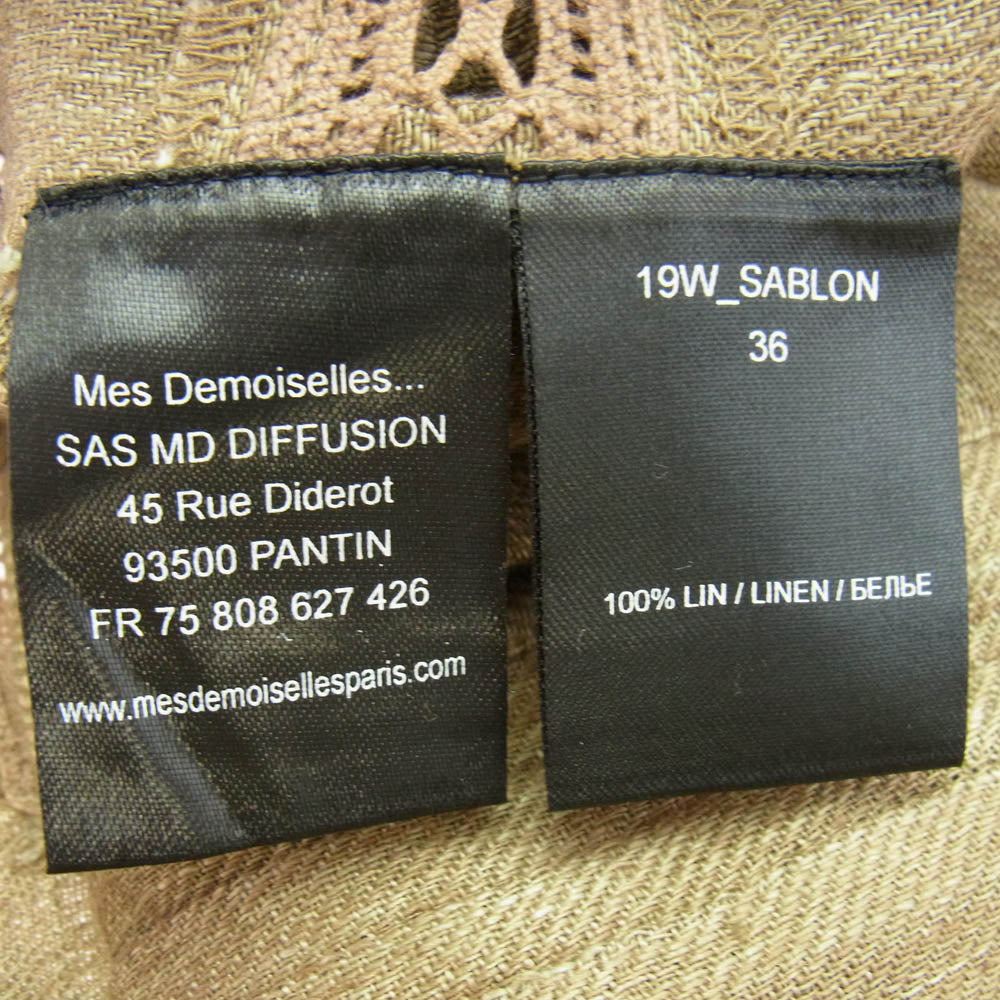 Mes Demoiselles...
SAS MD DIFFUSION
45 Rue Diderot
93500 PANTIN
FR 75 808 627 426
www.mesdemoisellesparis.com
19W_SABLON
36
100% LIN / LINEN / БЕЛЬЕ